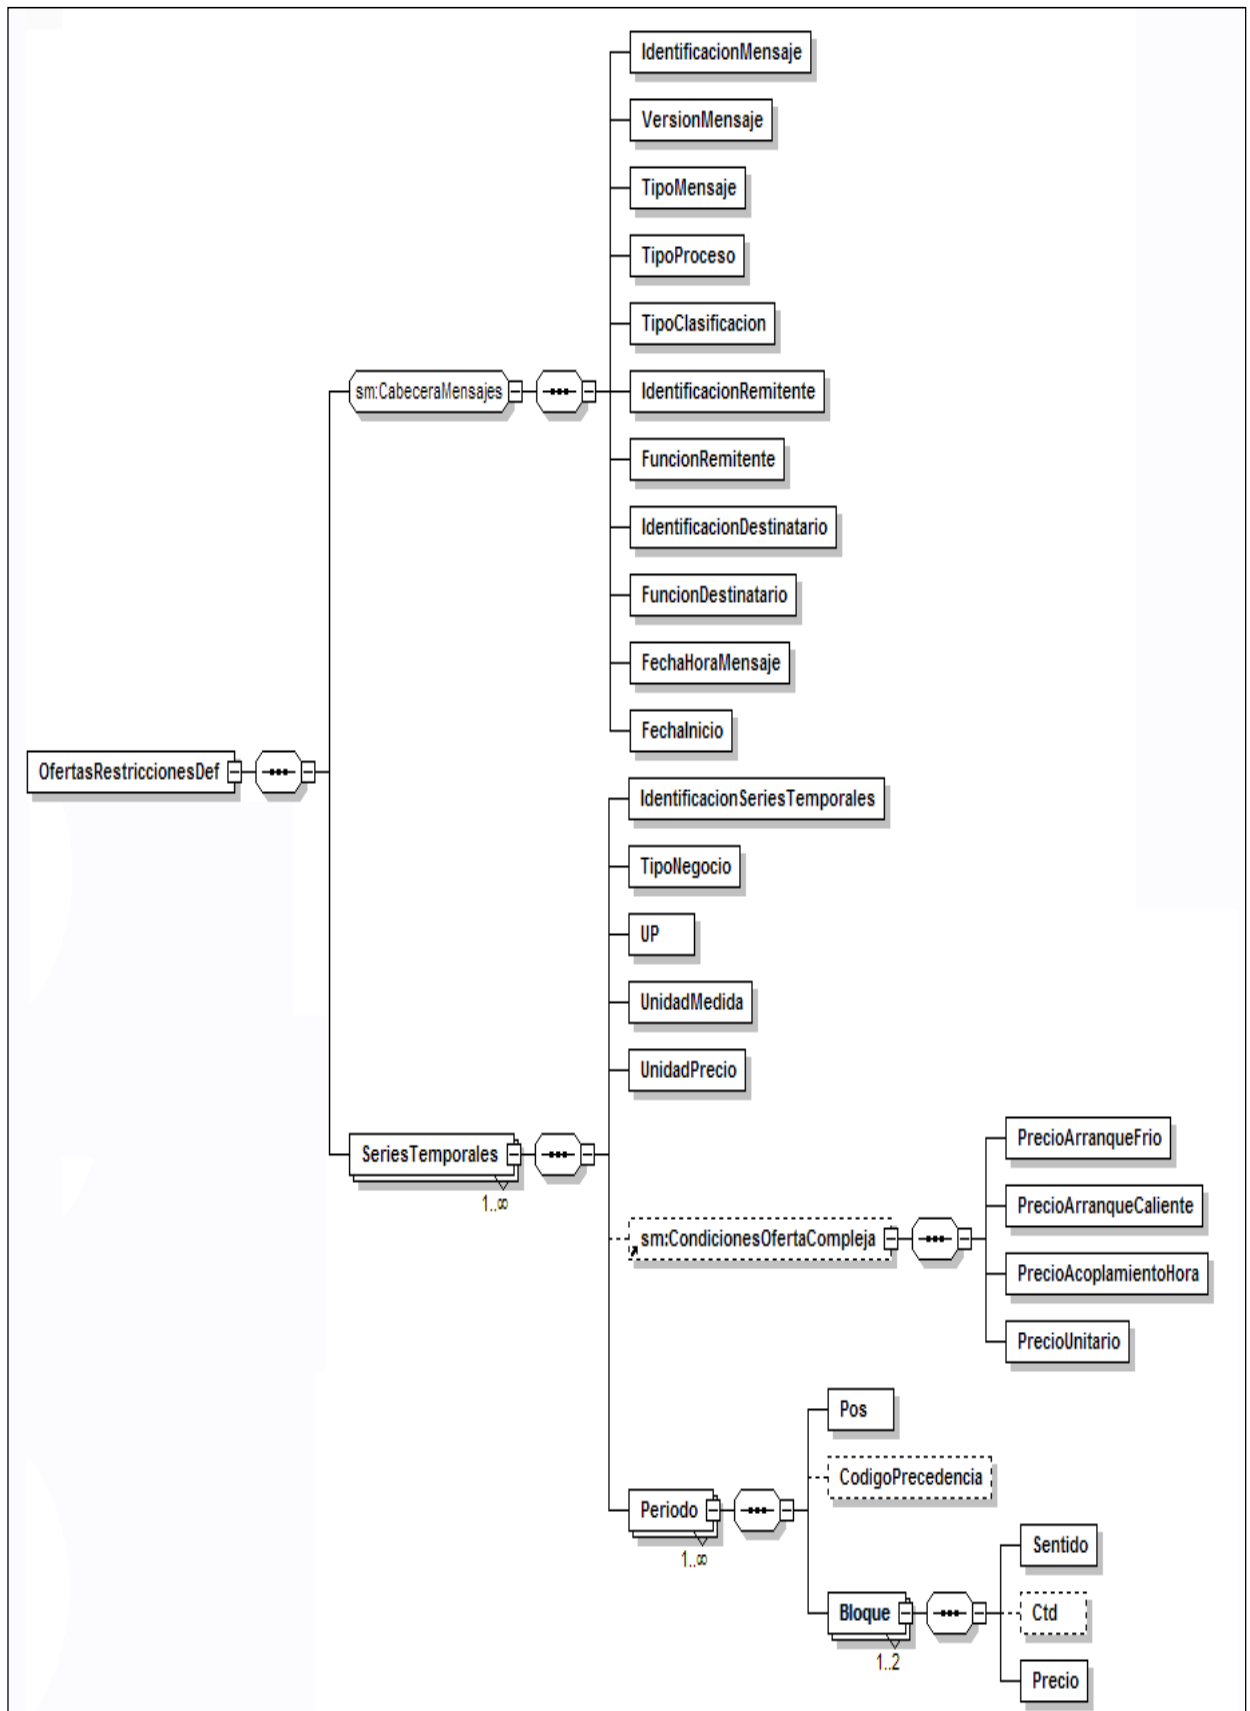 IdentificacionMensaje
VersionMensaje
TipoMensaje
TipoProceso
TipoClasificacion
sm:CabeceraMensajes
IdentificacionRemitente
FuncionRemitente
IdentificacionDestinatario
FuncionDestinatario
FechaHoraMensaje
FechaInicio
OfertasRestriccionesDef
IdentificacionSeriesTemporales
TipoNegocio
UP
UnidadMedida
UnidadPrecio
SeriesTemporales
1..∞
PrecioArranqueFrio
PrecioArranqueCaliente
sm:CondicionesOfertaCompleja
PrecioAcoplamientoHora
PrecioUnitario
Pos
CodigoPrecedencia
Periodo
1..∞
Sentido
Bloque
1..2
Ctd
Precio